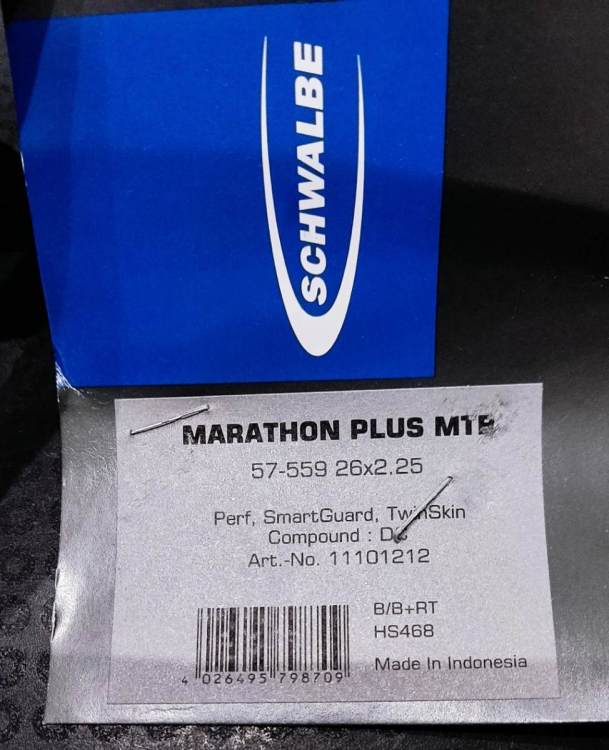 SCHWALBE
MARATHON PLUS MTB
57-559 26x2.25
Perf, SmartGuard, TwinSkin
Compound : DC
Art.-No. 11101212
B/B+RT
HS468
Made In Indonesia
4 026495 798709